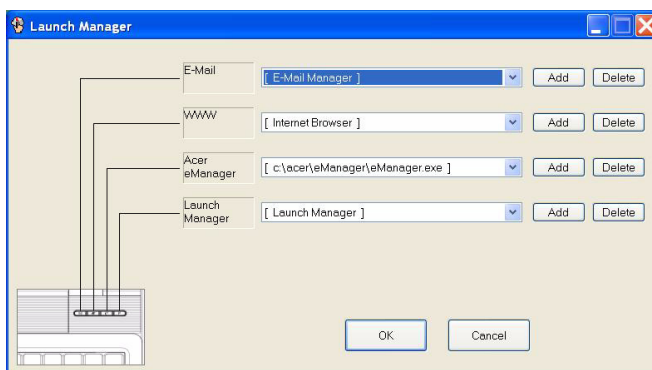 Launch Manager
E-Mail
[ E-Mail Manager ]
Add
Delete
WWW
[ Internet Browser ]
Add
Delete
Acer
eManager
[ c:\acer\eManager\eManager.exe ]
Add
Delete
Launch
Manager
[ Launch Manager ]
Add
Delete
OK
Cancel